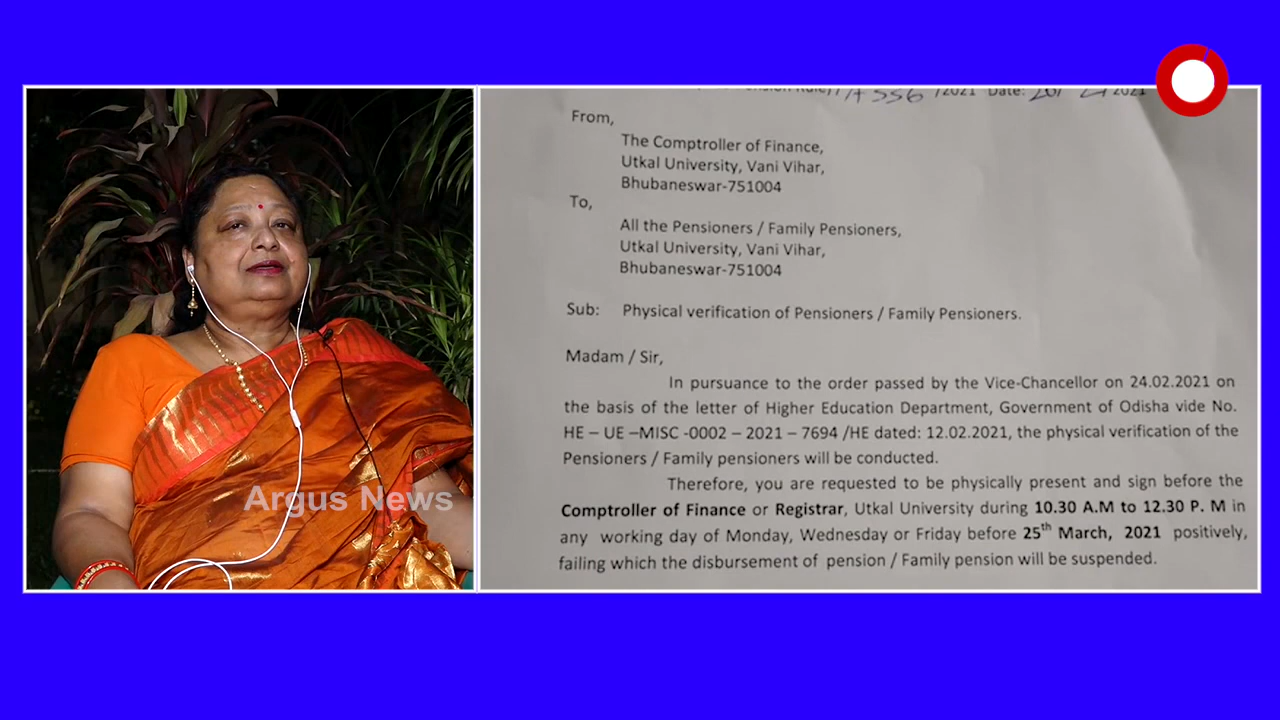 /2021 Date:
2021
From,
The Comptroller of Finance,
Utkal University, Vani Vihar,
Bhubaneswar-751004
To,
All the Pensioners / Family Pensioners,
Utkal University, Vani Vihar,
Bhubaneswar-751004
Sub: Physical verification of Pensioners / Family Pensioners.
Madam / Sir,
In pursuance to the order passed by the Vice-Chancellor on 24.02.2021 on
the basis of the letter of Higher Education Department, Government of Odisha vide No.
HE – UE –MISC -0002 – 2021 – 7694 /HE dated: 12.02.2021, the physical verification of the
Pensioners / Family pensioners will be conducted.
Therefore, you are requested to be physically present and sign before the
Comptroller of Finance or Registrar, Utkal University during 10.30 A.M to 12.30 P. M in
any working day of Monday, Wednesday or Friday before 25th March, 2021 positively,
failing which the disbursement of pension / Family pension will be suspended.
Argus News